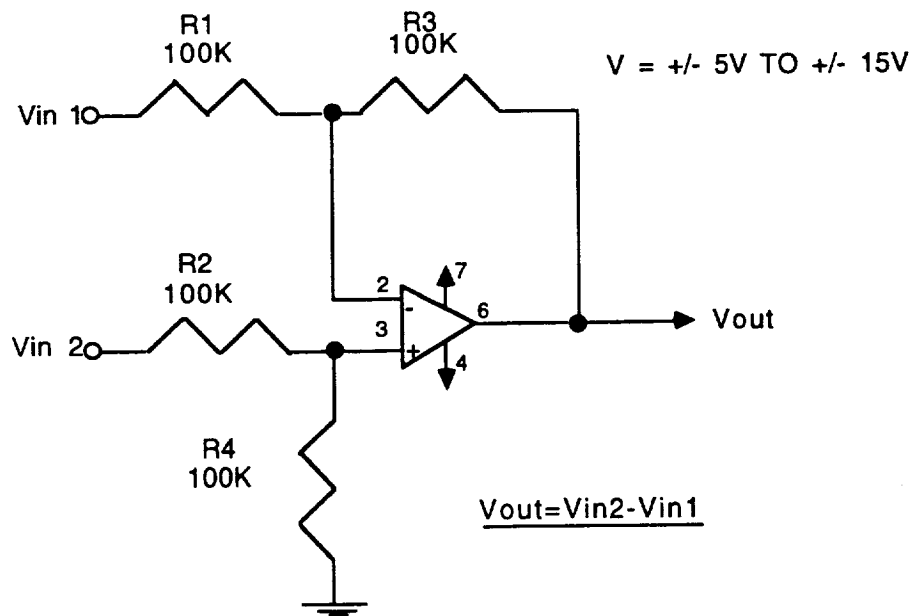 R1
100K
R3
100K
V = +/- 5V TO +/- 15V
Vin 1
R2
100K
2
7
-
3
6
Vout
Vin 2
+
4
R4
100K
Vout=Vin2-Vin1